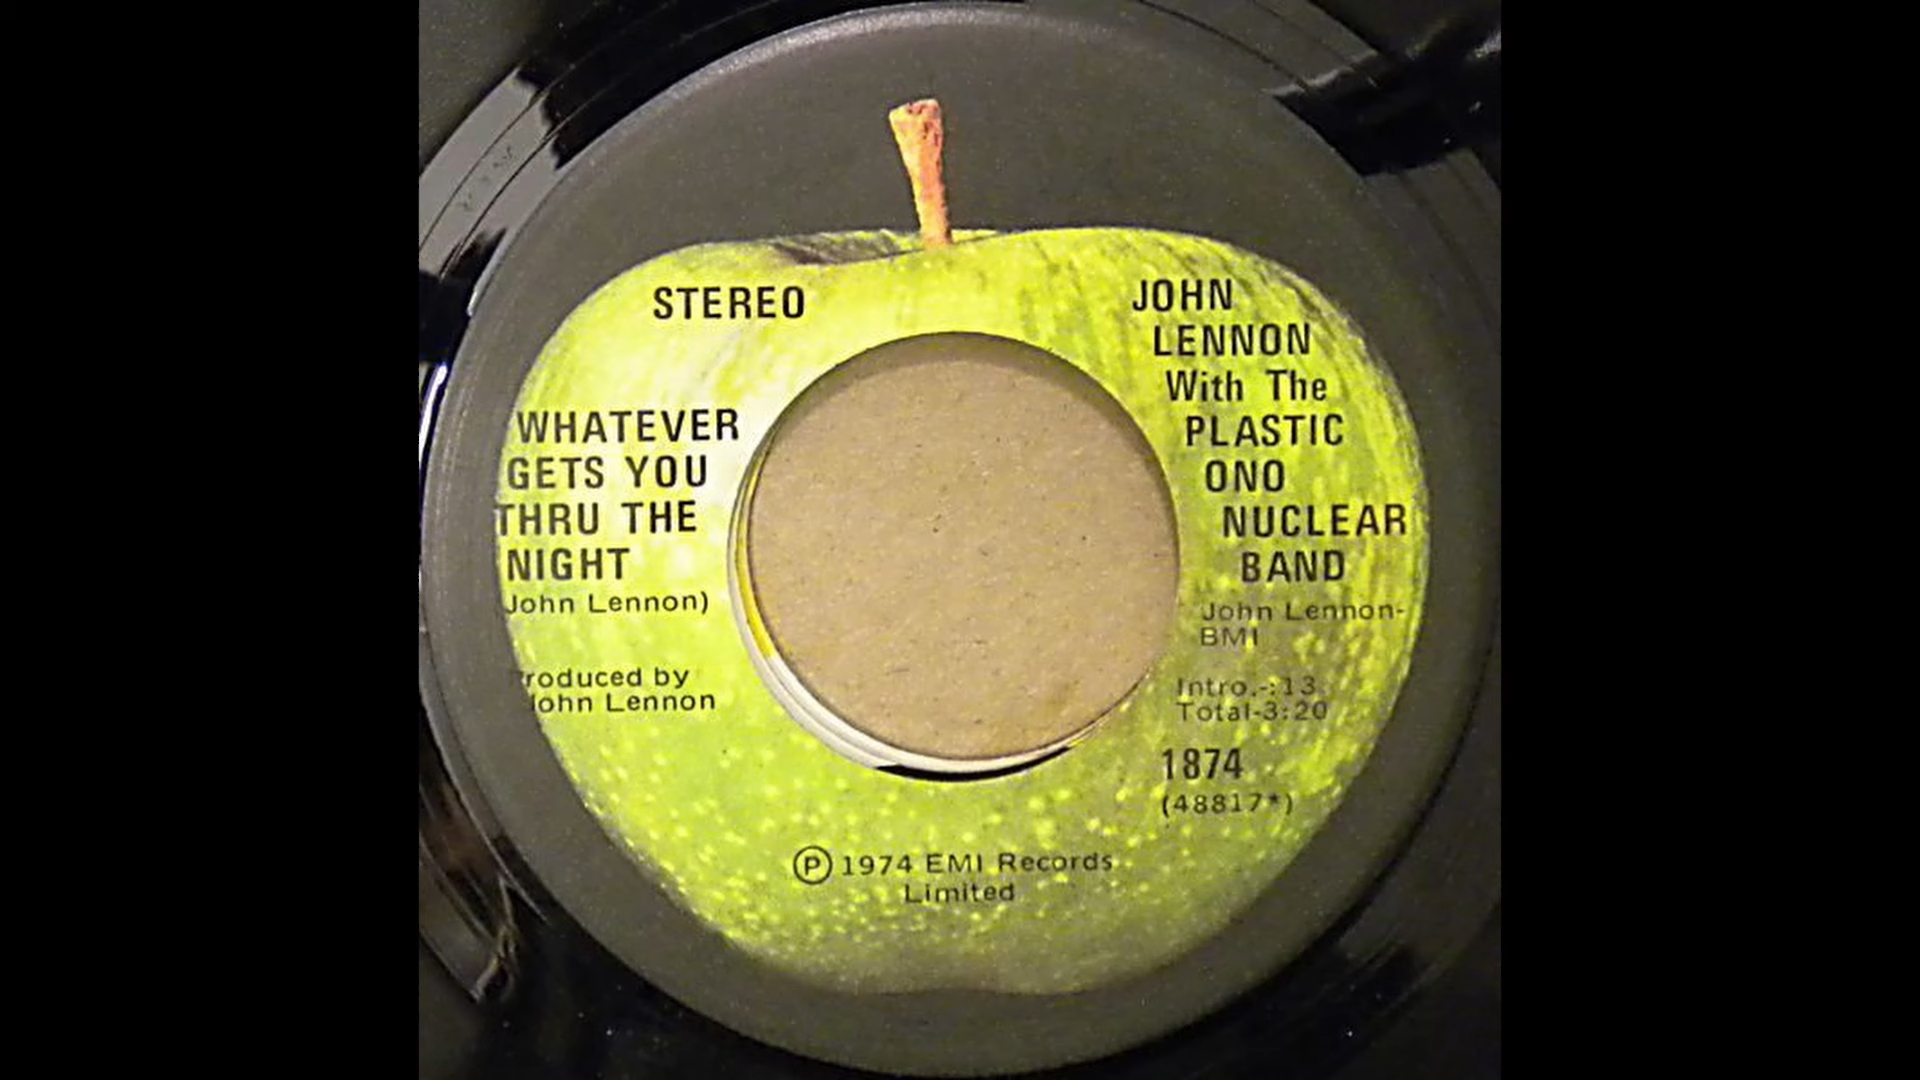 STEREO
WHATEVER
GETS YOU
THRU THE
NIGHT
John Lennon)
Produced by
John Lennon
JOHN
LENNON
With The
PLASTIC
ONO
NUCLEAR
BAND
John Lennon-
BMI
Intro.-:13
Total-3:20
1874
(48817*)
Ⓟ 1974 EMI Records
Limited